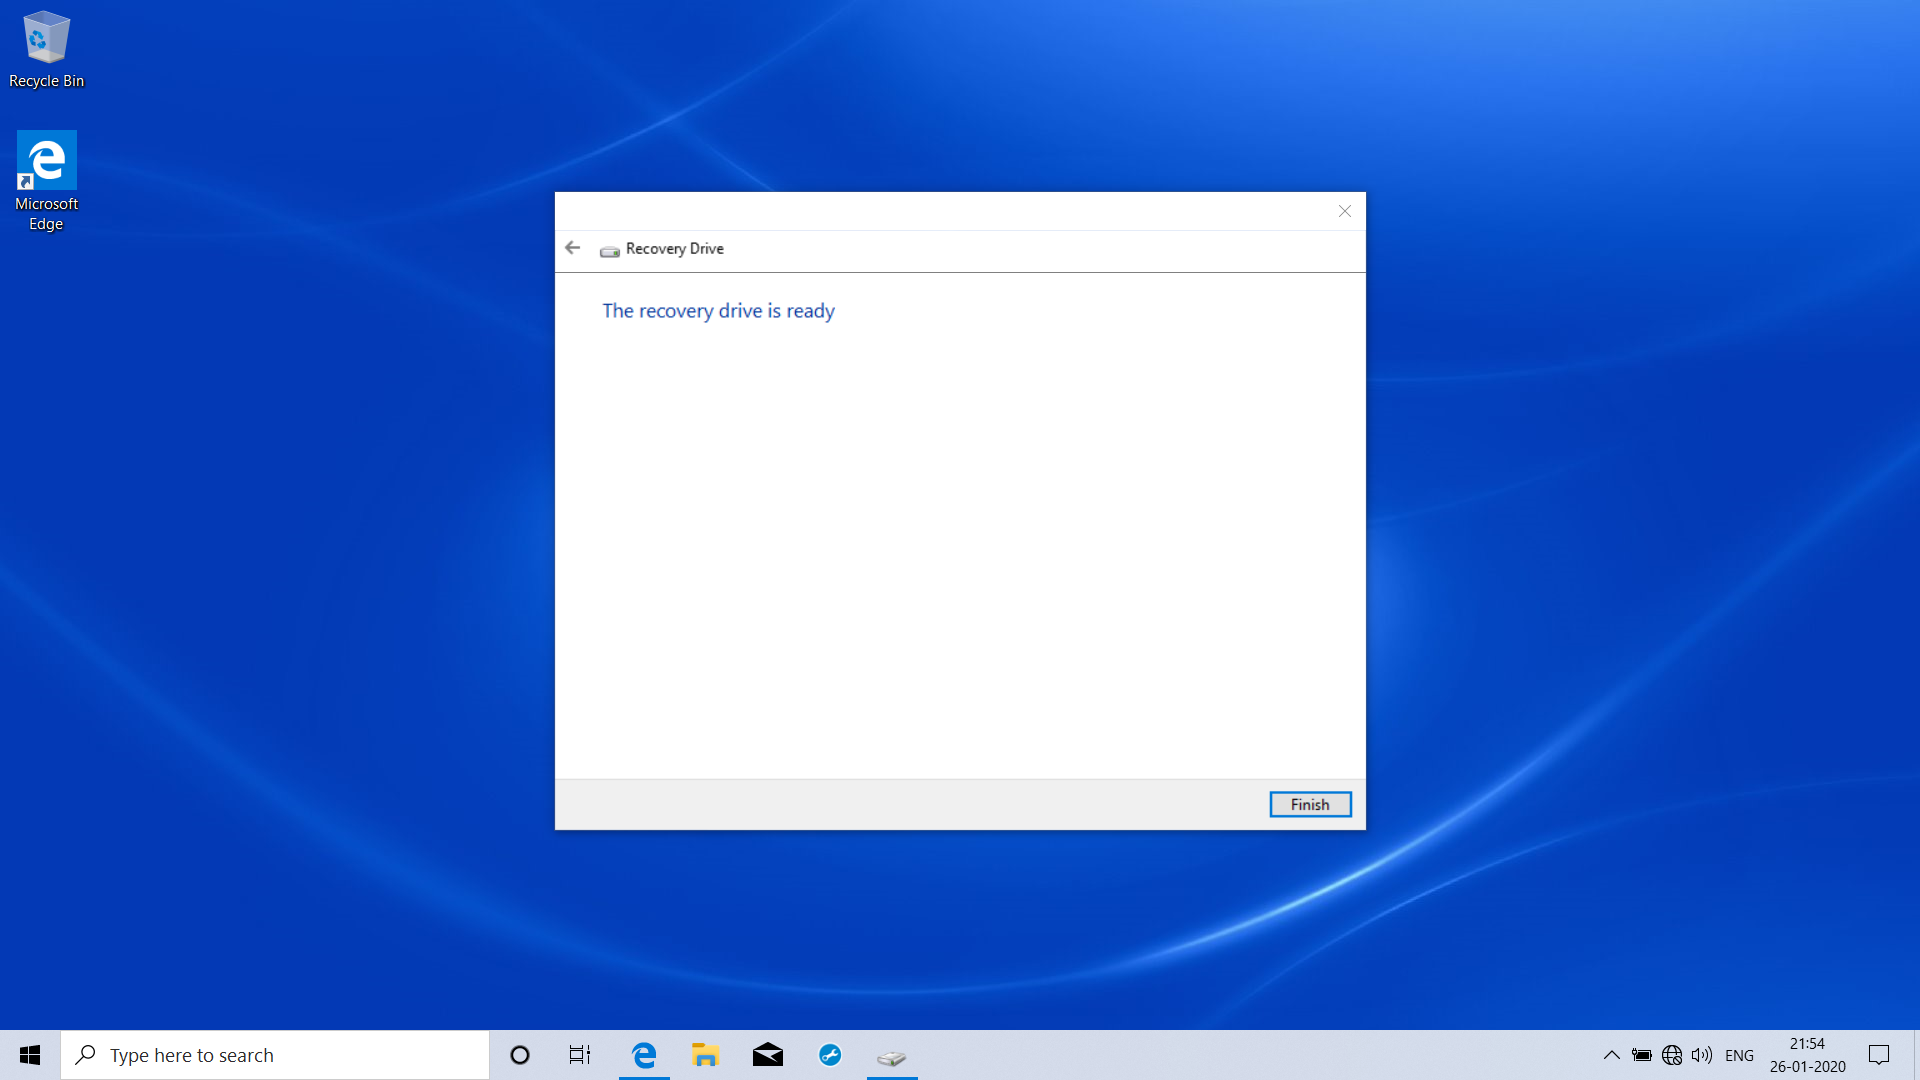 Recycle Bin
Microsoft
Edge
Recovery Drive
The recovery drive is ready
Finish
Type here to search
ENG
21:54
26-01-2020